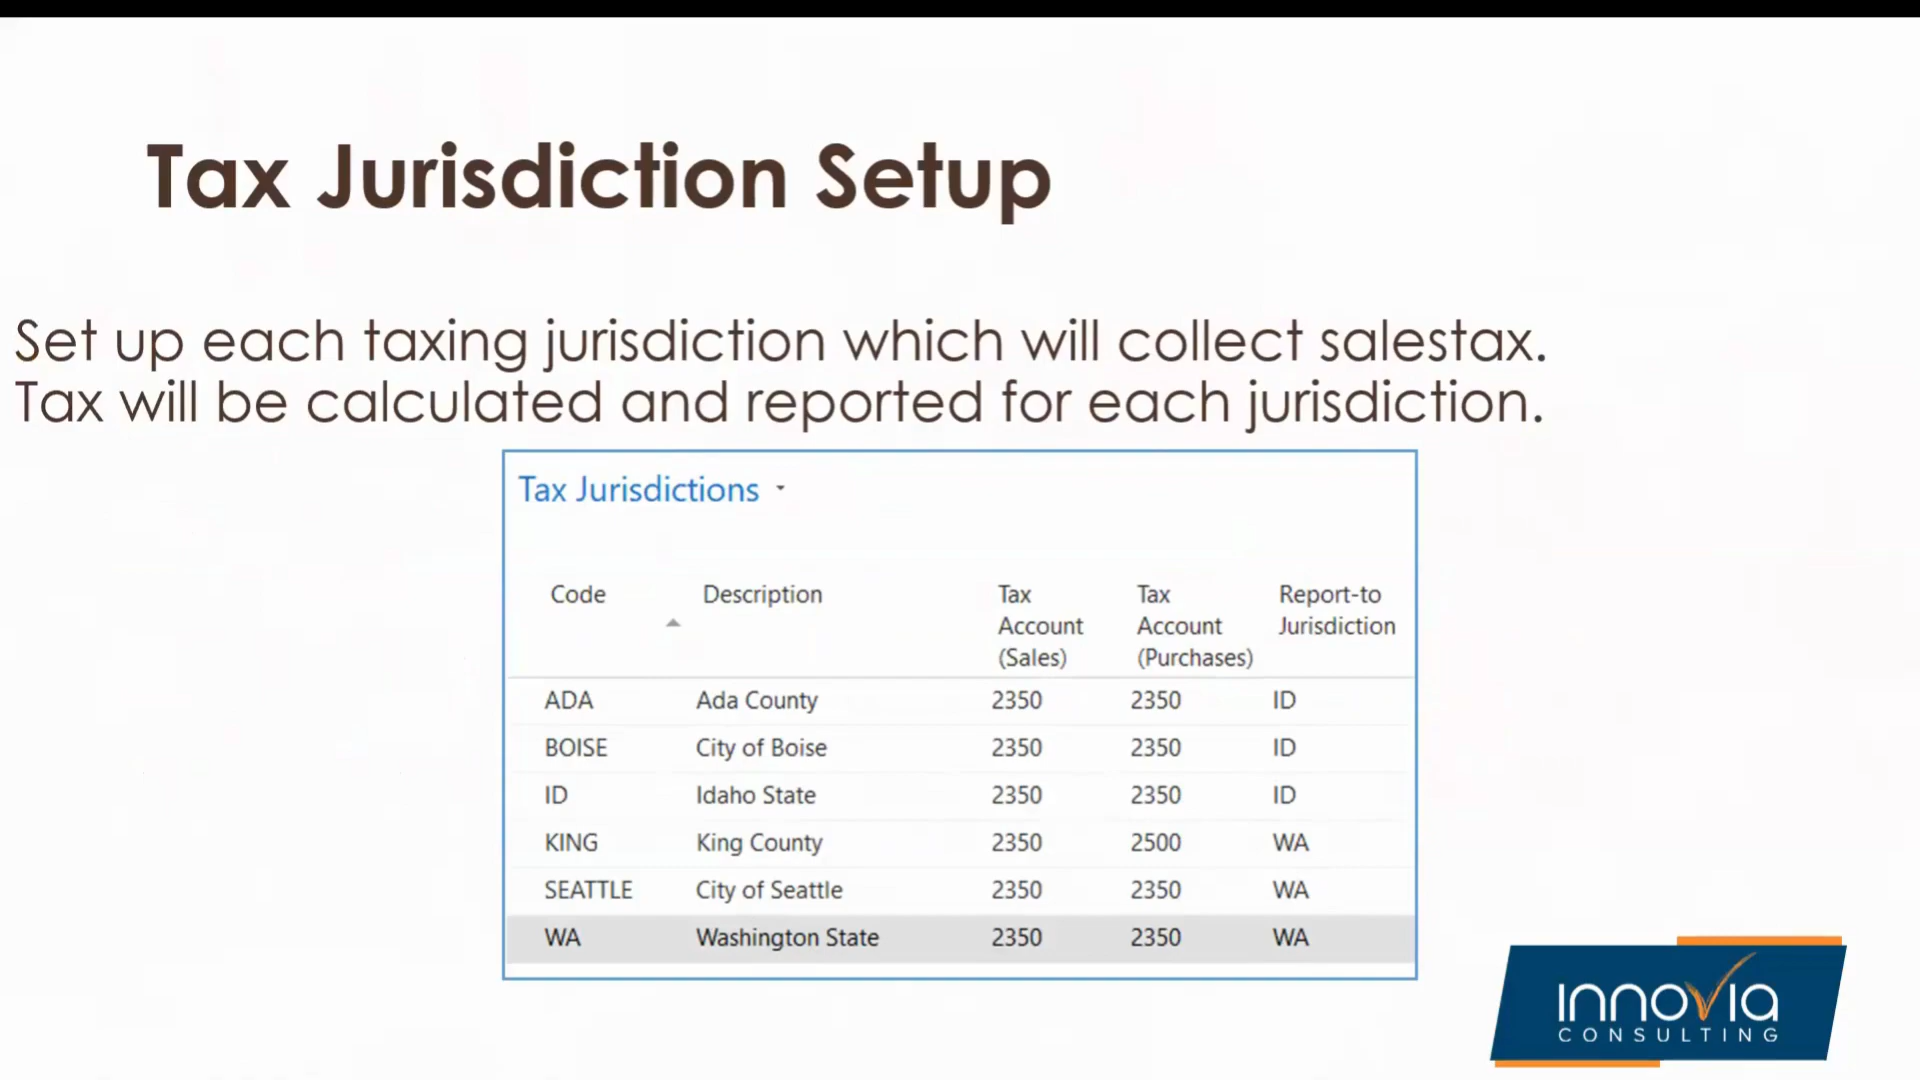 Tax Jurisdiction Setup
Set up each taxing jurisdiction which will collect salestax.
Tax will be calculated and reported for each jurisdiction.
Tax Jurisdictions
Code Description Tax Account (Sales) Tax Account (Purchases) Report-to Jurisdiction
ADA Ada County 2350 2350 ID
BOISE City of Boise 2350 2350 ID
ID Idaho State 2350 2350 ID
KING King County 2350 2500 WA
SEATTLE City of Seattle 2350 2350 WA
WA Washington State 2350 2350 WA
innovia
CONSULTING